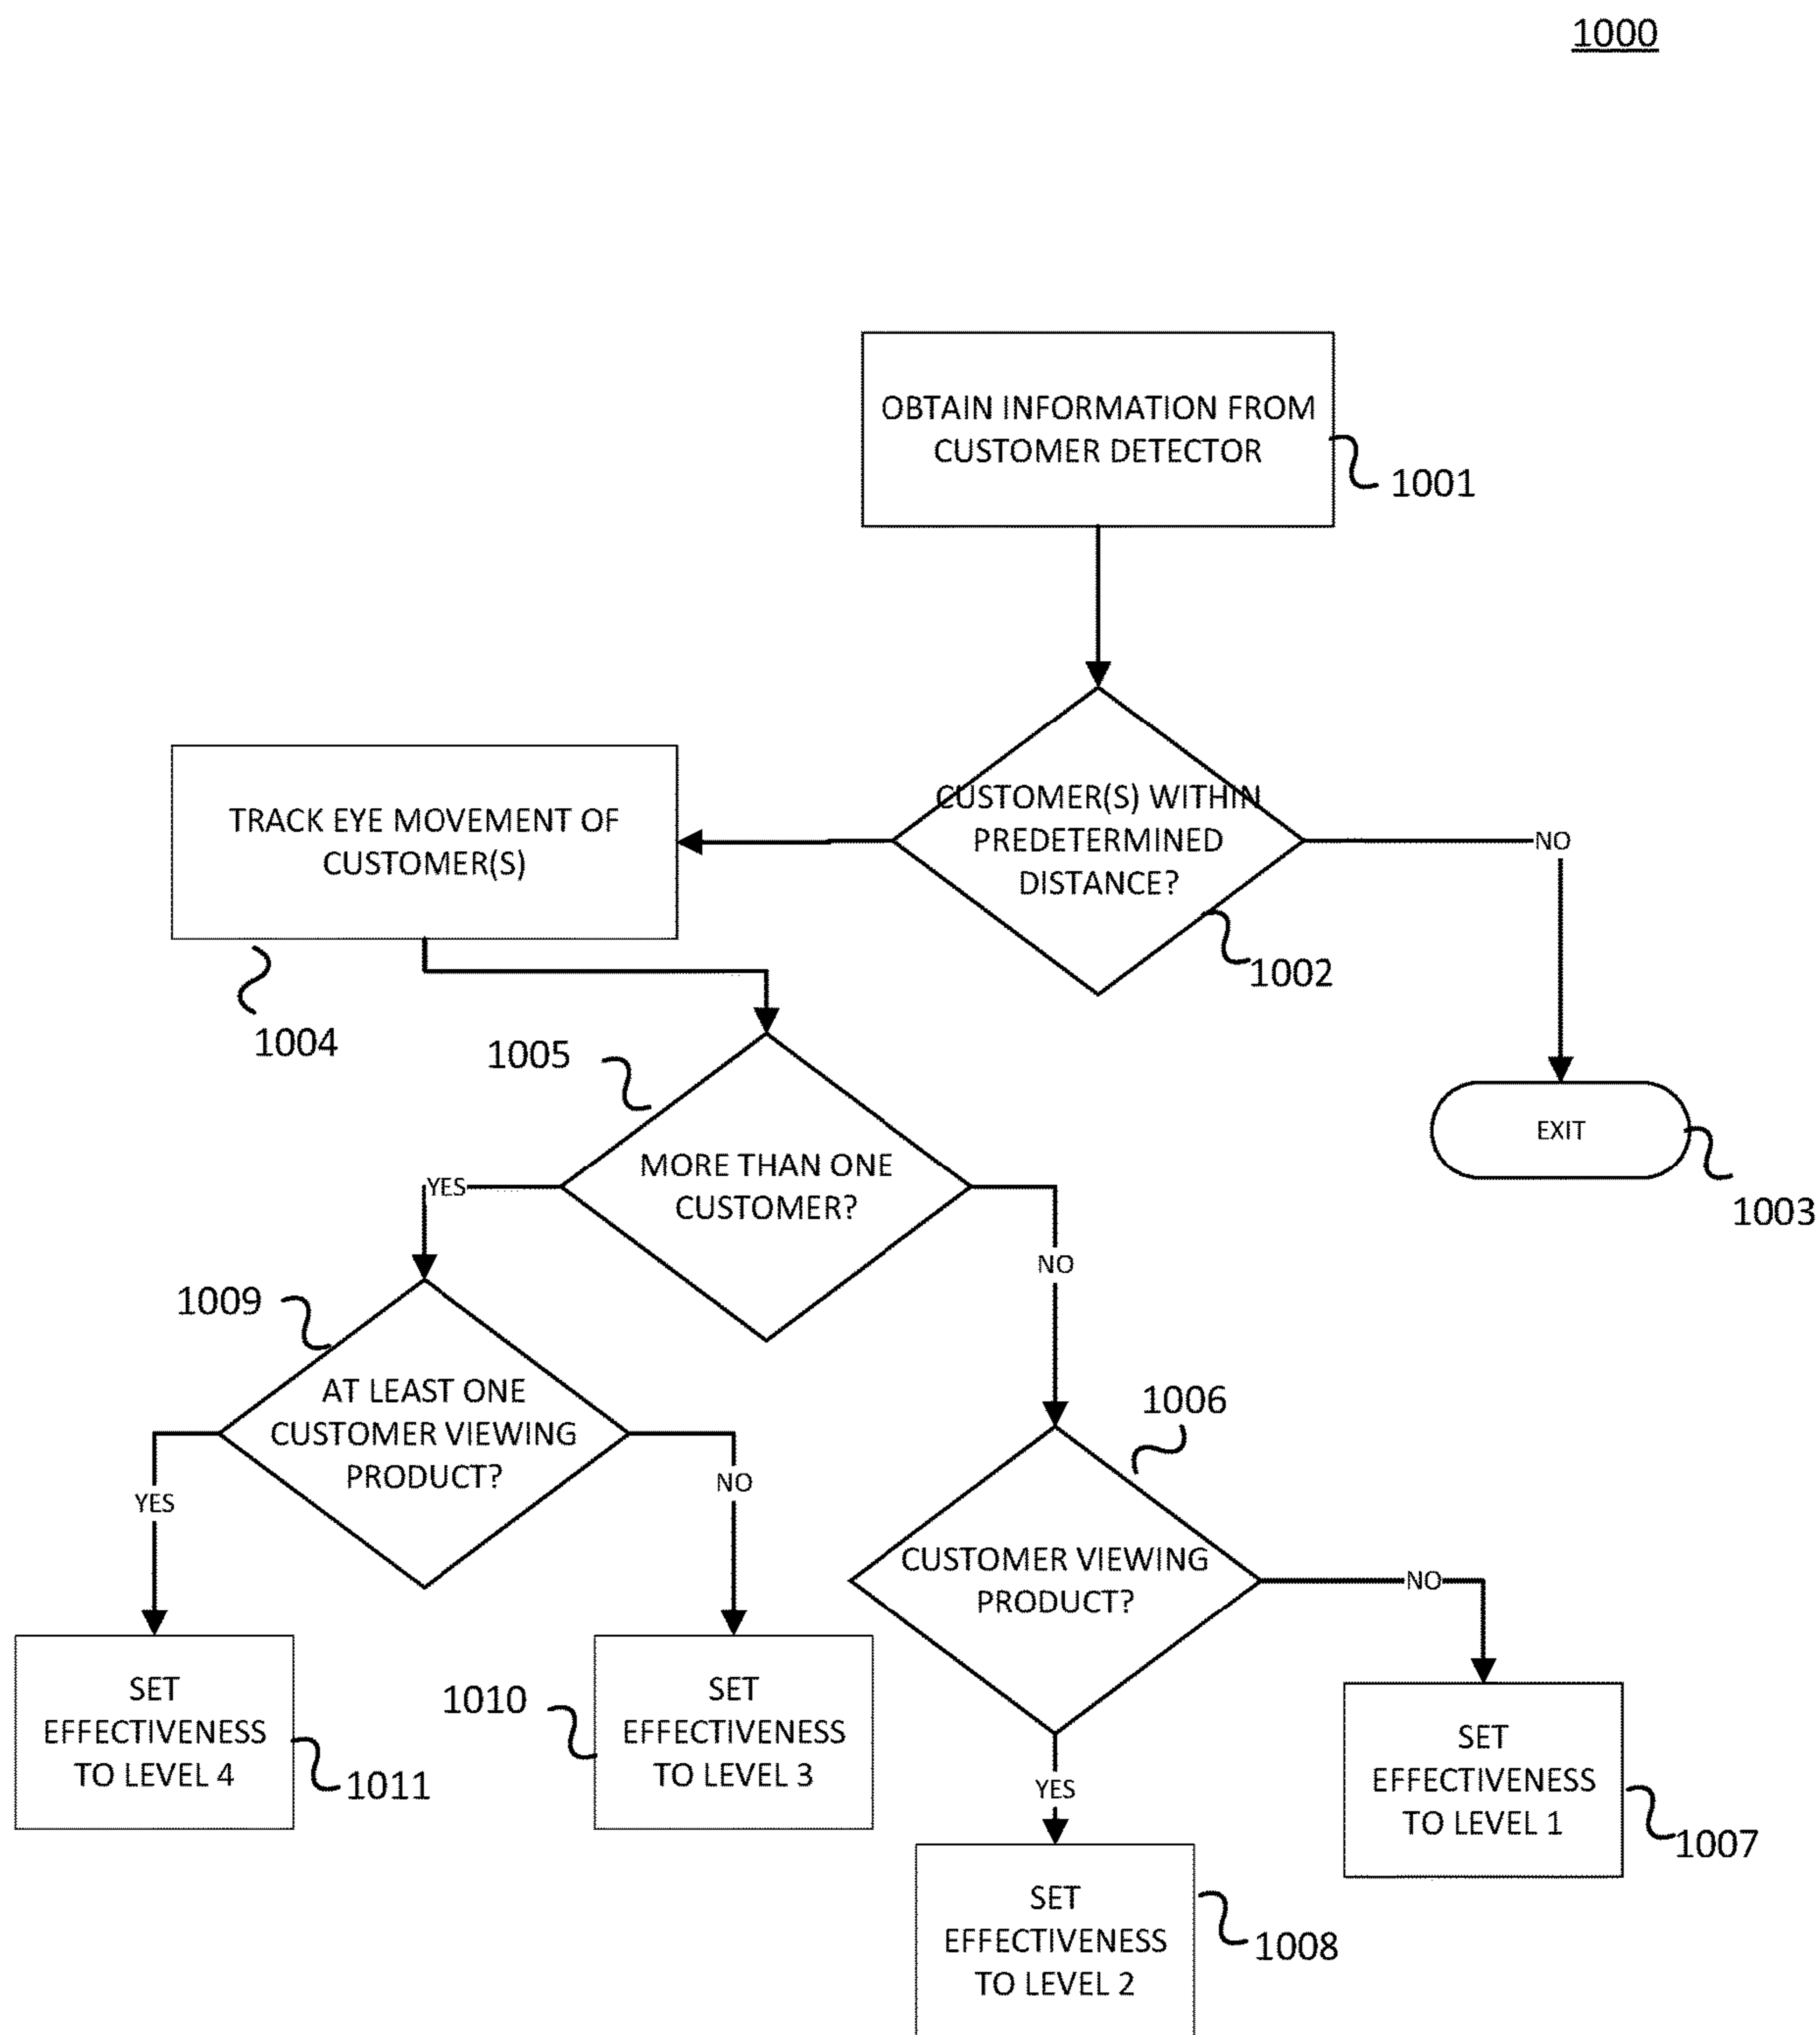 1000
OBTAIN INFORMATION FROM
CUSTOMER DETECTOR
1001
CUSTOMER(S) WITHIN
PREDETERMINED
DISTANCE?
1002
NO
EXIT
1003
TRACK EYE MOVEMENT OF
CUSTOMER(S)
1004
1005
MORE THAN ONE
CUSTOMER?
YES
NO
1009
AT LEAST ONE
CUSTOMER VIEWING
PRODUCT?
YES
NO
1006
CUSTOMER VIEWING
PRODUCT?
NO
YES
SET
EFFECTIVENESS
TO LEVEL 4
1011
1010
SET
EFFECTIVENESS
TO LEVEL 3
SET
EFFECTIVENESS
TO LEVEL 1
1007
SET
EFFECTIVENESS
TO LEVEL 2
1008